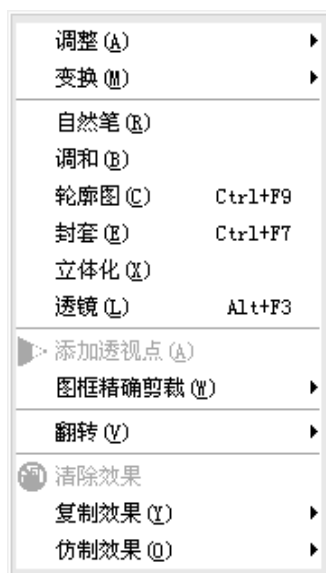 调整(A)
变换(M)
自然笔(R)
调和(B)
轮廓图(C) Ctrl+F9
封套(E) Ctrl+F7
立体化(X)
透镜(L) Alt+F3
添加透视点(A)
图框精确剪裁(W)
翻转(V)
清除效果
复制效果(Y)
仿制效果(O)